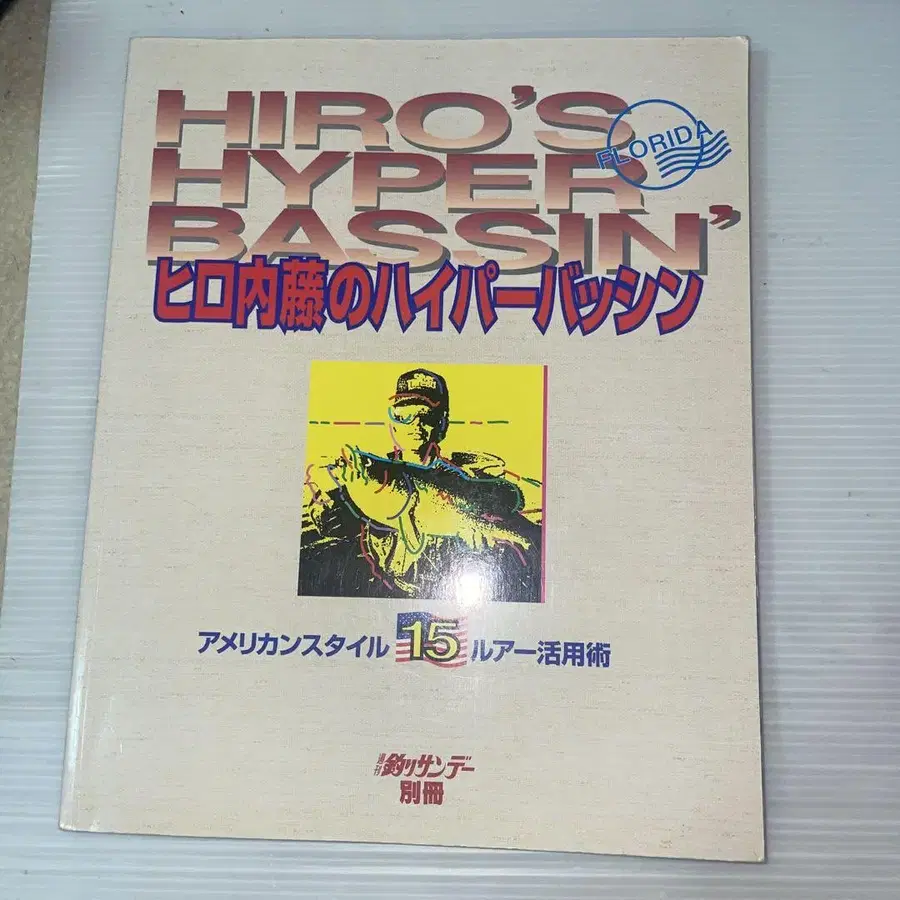 HIRO'S
FLORIDA
HYPER
BASSIN'
ヒロ内藤のハイパーバッシン
アメリカンスタイル15ルアー活用術
週刊釣りサンデー
別冊